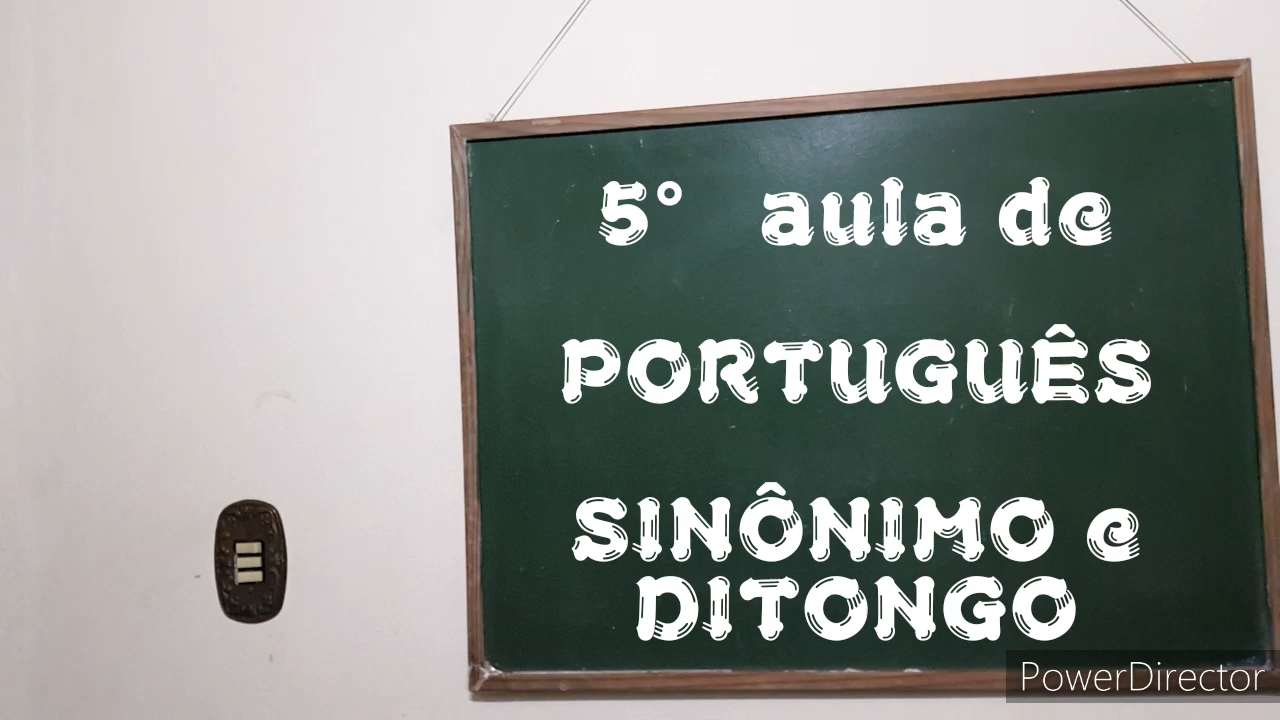 5° aula de
PORTUGUÊS
SINÔNIMO e
DITONGO
PowerDirector